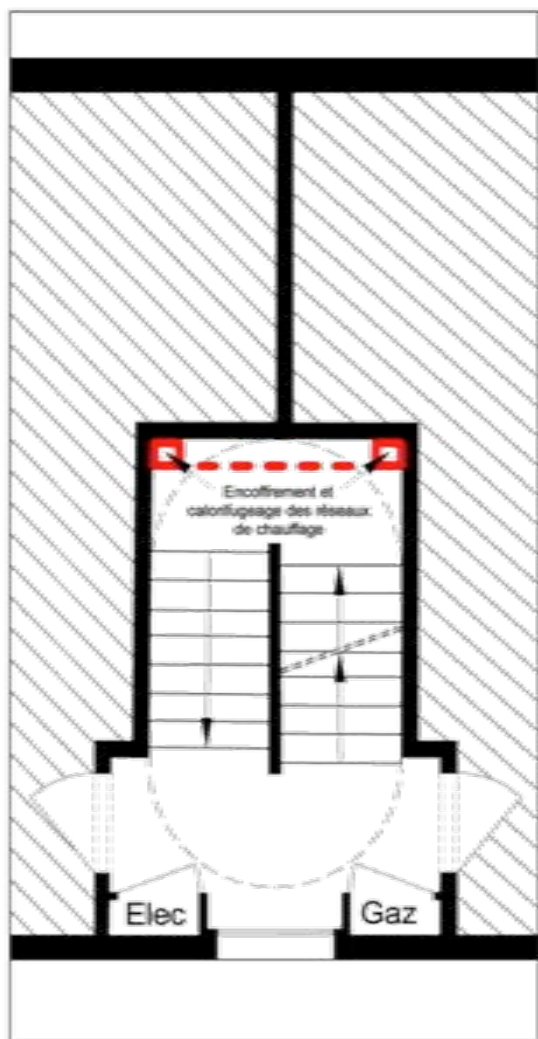 Encoffrement et
calorifugeage des réseaux
de chauffage
Elec
Gaz